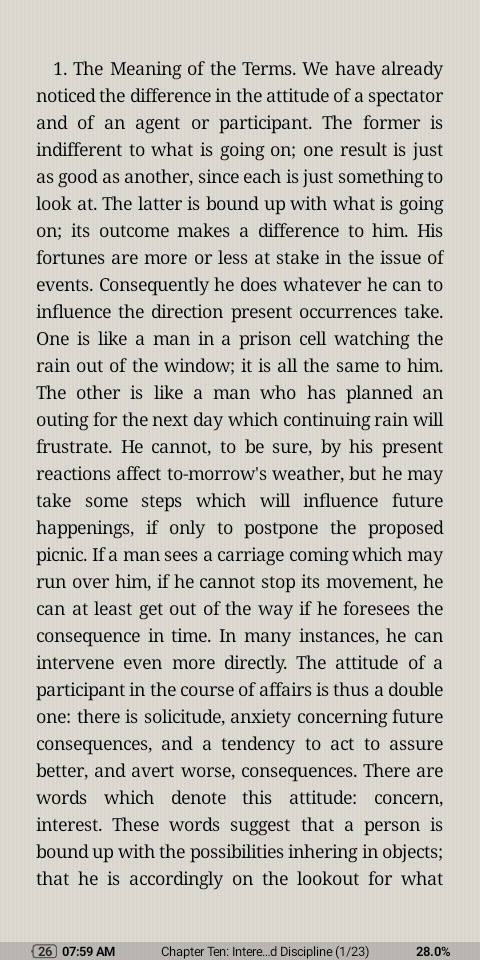 1. The Meaning of the Terms. We have already
noticed the difference in the attitude of a spectator
and of an agent or participant. The former is
indifferent to what is going on; one result is just
as good as another, since each is just something to
look at. The latter is bound up with what is going
on; its outcome makes a difference to him. His
fortunes are more or less at stake in the issue of
events. Consequently he does whatever he can to
influence the direction present occurrences take.
One is like a man in a prison cell watching the
rain out of the window; it is all the same to him.
The other is like a man who has planned an
outing for the next day which continuing rain will
frustrate. He cannot, to be sure, by his present
reactions affect to-morrow's weather, but he may
take some steps which will influence future
happenings, if only to postpone the proposed
picnic. If a man sees a carriage coming which may
run over him, if he cannot stop its movement, he
can at least get out of the way if he foresees the
consequence in time. In many instances, he can
intervene even more directly. The attitude of a
participant in the course of affairs is thus a double
one: there is solicitude, anxiety concerning future
consequences, and a tendency to act to assure
better, and avert worse, consequences. There are
words which denote this attitude: concern,
interest. These words suggest that a person is
bound up with the possibilities inhering in objects;
that he is accordingly on the lookout for what
26 07:59 AM Chapter Ten: Intere...d Discipline (1/23) 28.0%